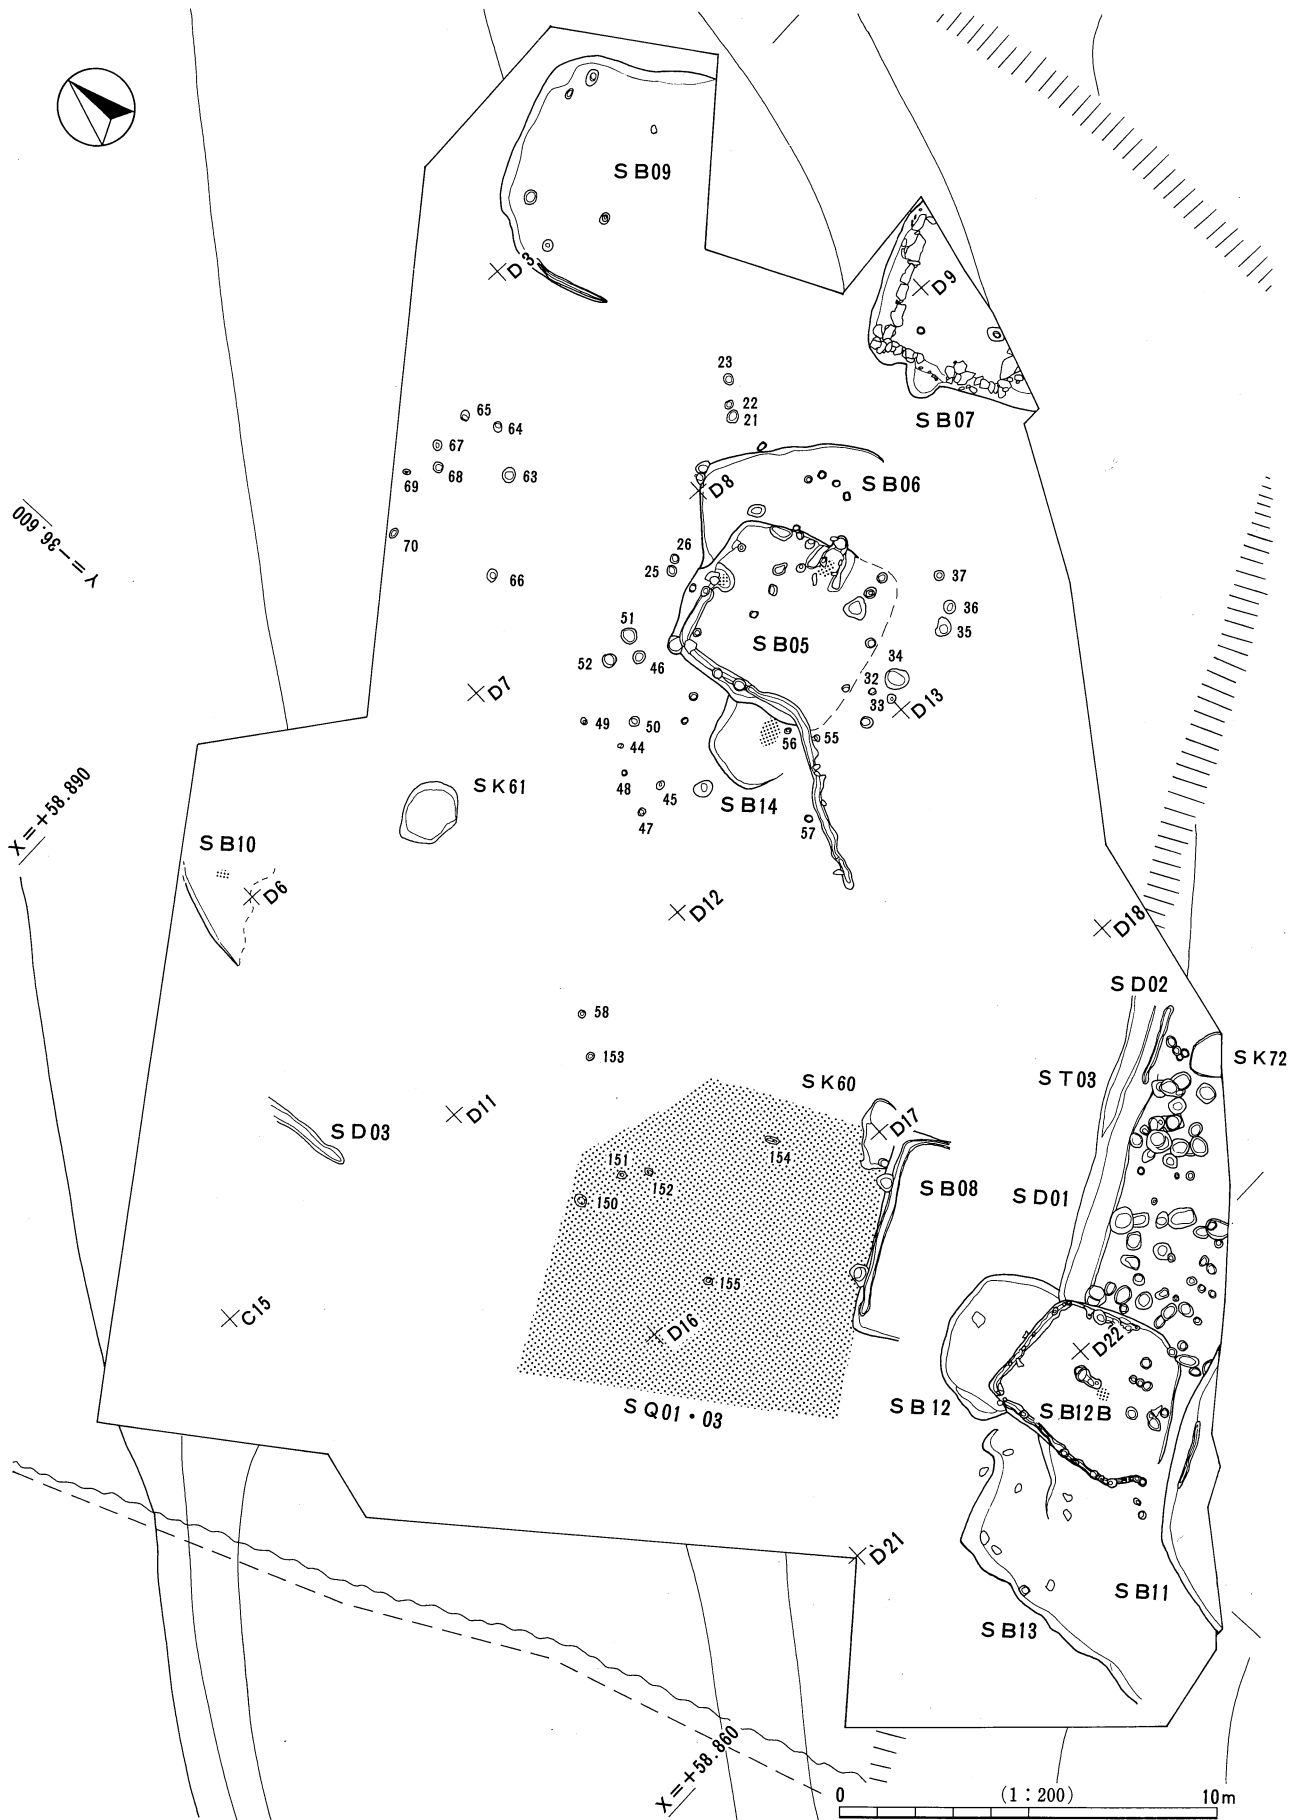 SB09
D3
D9
23
22
21
SB07
65
64
67
68
63
69
70
66
D8
SB06
26
25
37
36
35
51
52
46
SB05
34
32
33
D13
D7
49
50
44
48
45
47
56
55
SB14
57
Y=-36.600
X=+58.890
SK61
SB10
D6
D12
D18
SD02
58
153
SK72
ST03
SK60
D11
D17
SD03
154
151
152
150
SB08
SD01
155
C15
D16
D22
SQ01・03
SB12
SB12B
D21
SB11
SB13
X=+58.860
0 (1:200) 10m